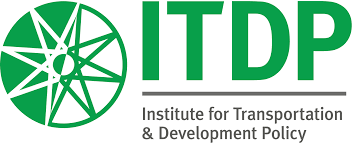 ITDP
Institute for Transportation
& Development Policy